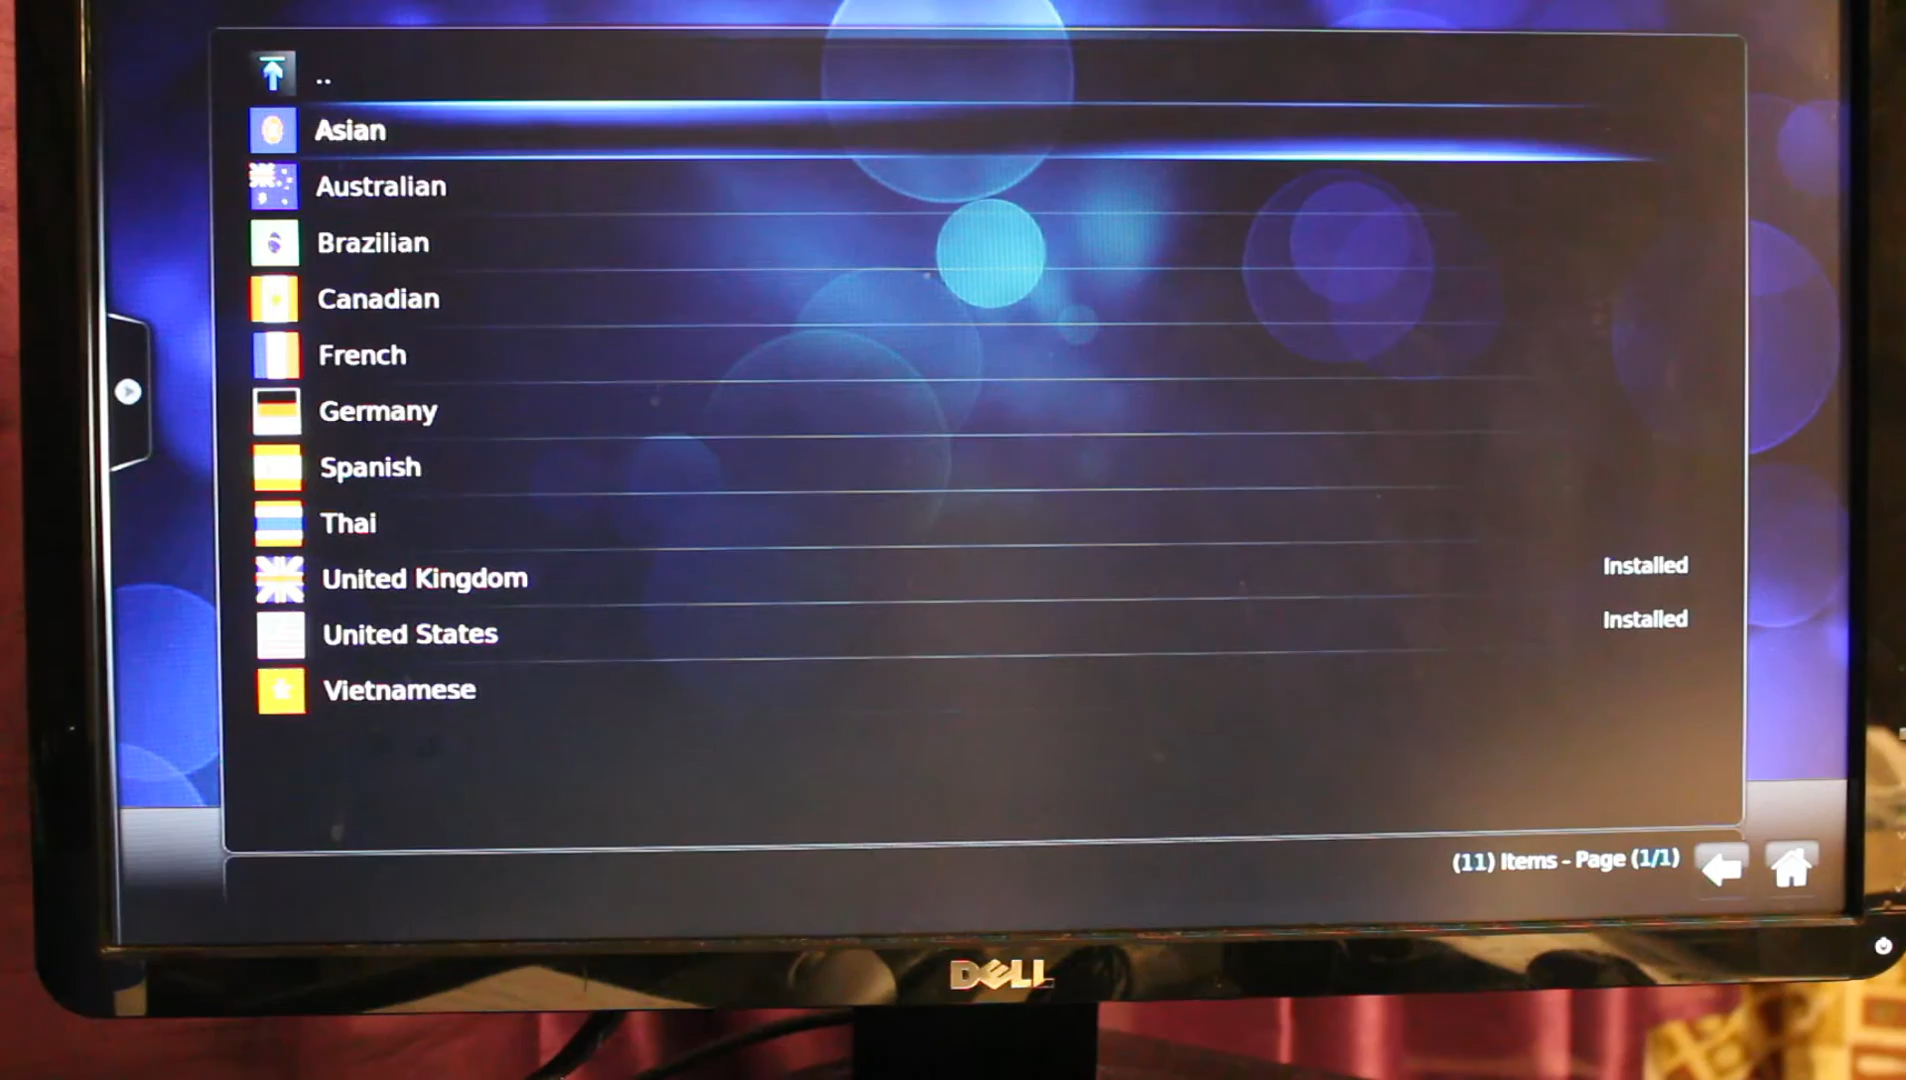 ..
Asian
Australian
Brazilian
Canadian
French
Germany
Spanish
Thai
United Kingdom Installed
United States Installed
Vietnamese
(11) Items - Page (1/1)
DELL